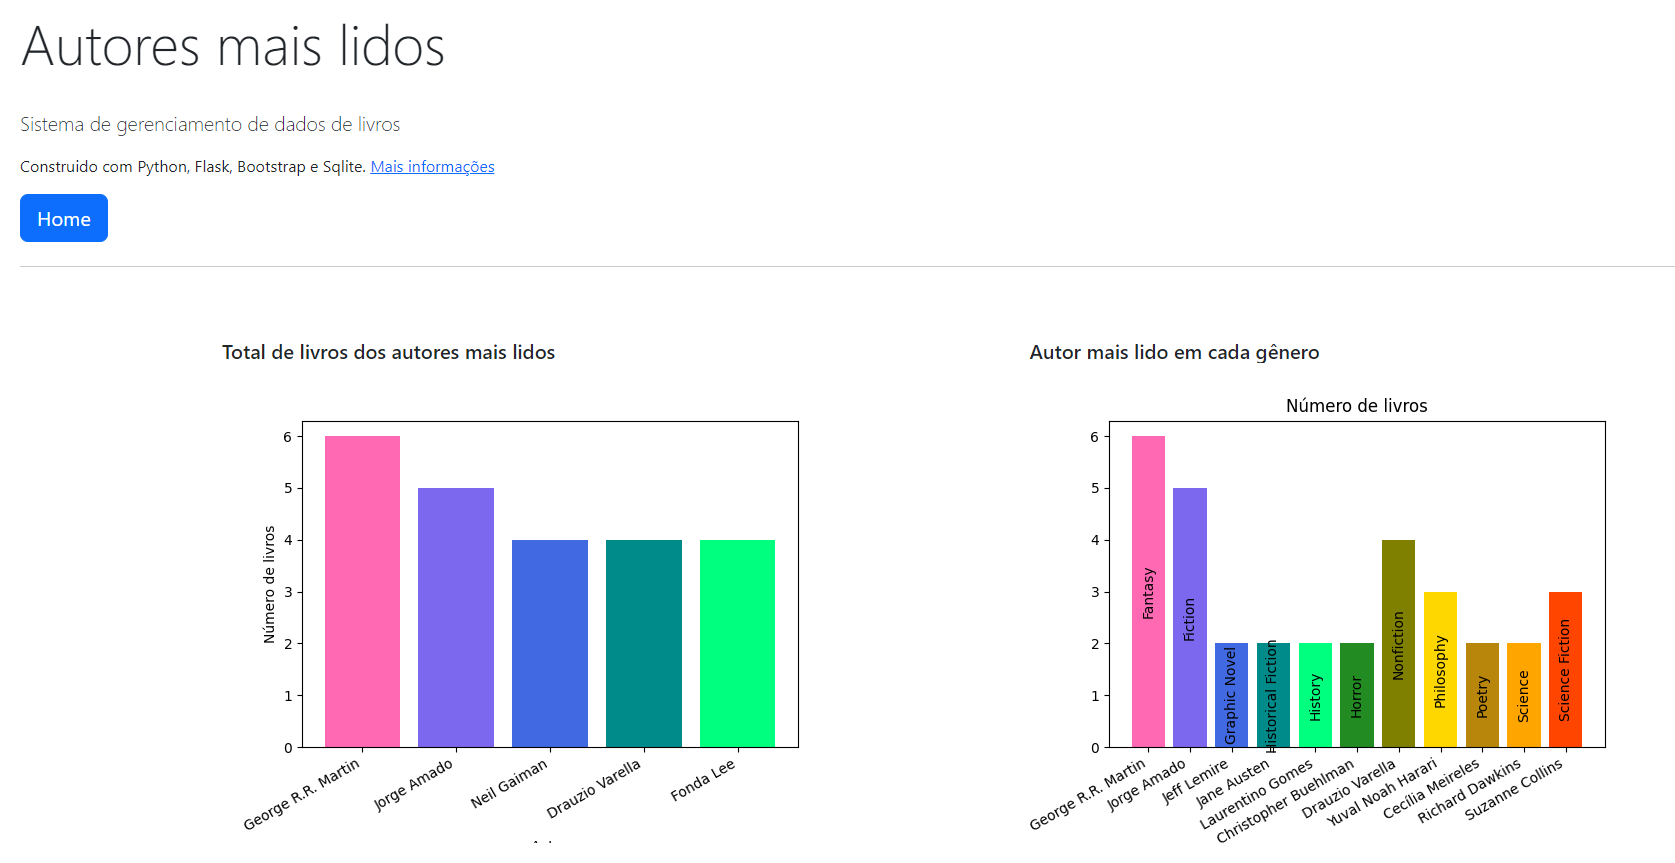 Autores mais lidos
Sistema de gerenciamento de dados de livros
Construido com Python, Flask, Bootstrap e Sqlite. Mais informações
Home
Total de livros dos autores mais lidos
Número de livros
6
5
4
3
2
1
0
George R.R. Martin
Jorge Amado
Neil Gaiman
Drauzio Varella
Fonda Lee
Autor mais lido em cada gênero
Número de livros
6
5
4
3
2
1
0
Fantasy
Fiction
Graphic Novel
Historical Fiction
History
Horror
Nonfiction
Philosophy
Poetry
Science
Science Fiction
George R.R. Martin
Jorge Amado
Jeff Lemire
Jane Austen
Laurentino Gomes
Christopher Buehlman
Drauzio Varella
Yuval Noah Harari
Cecília Meireles
Richard Dawkins
Suzanne Collins